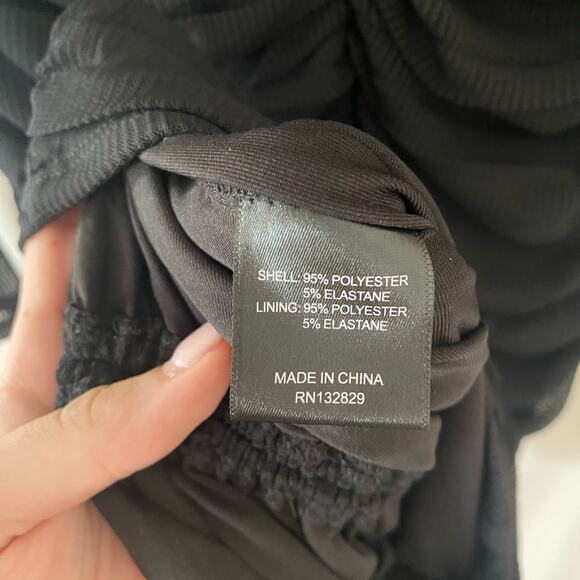 SHELL: 95% POLYESTER
5% ELASTANE
LINING: 95% POLYESTER
5% ELASTANE
MADE IN CHINA
RN132829